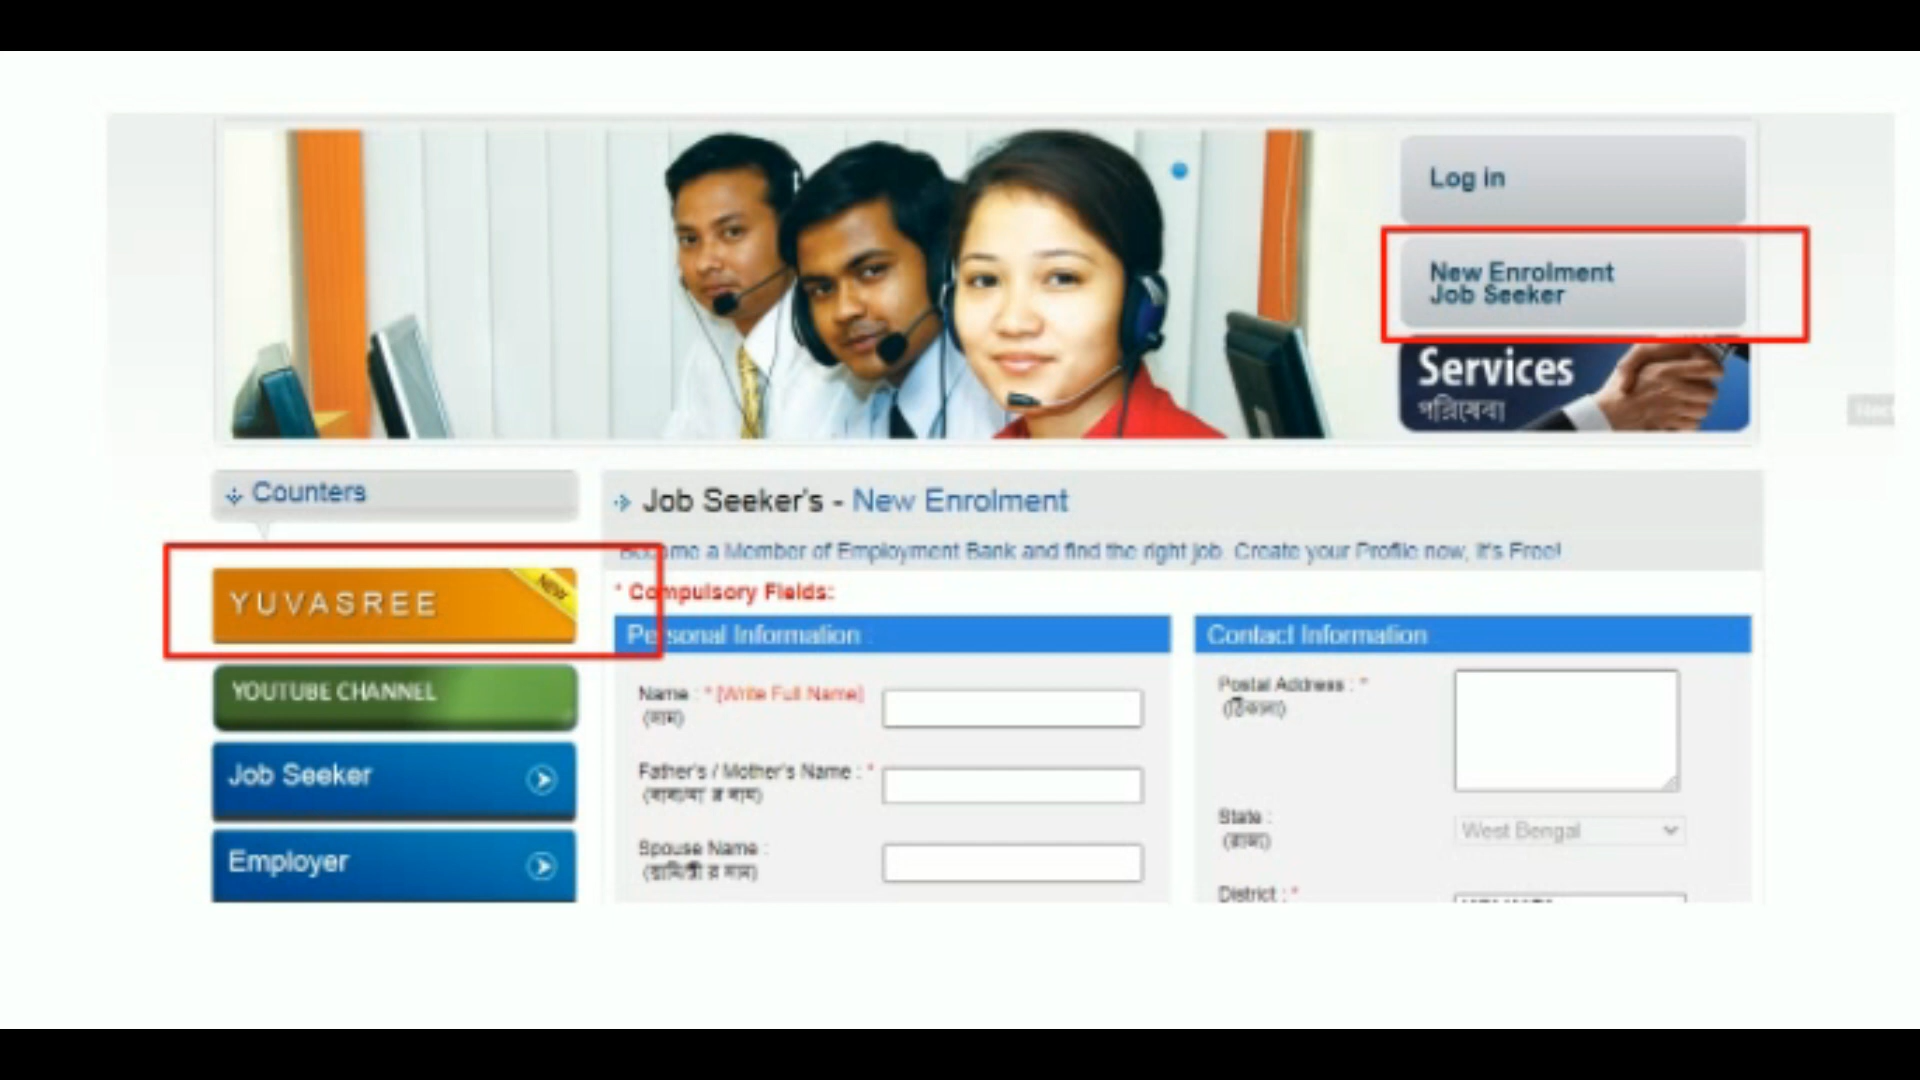 Log in
New Enrolment
Job Seeker
Services
পরিষেবা
Counters
Job Seeker's - New Enrolment
Become a Member of Employment Bank and find the right job. Create your Profile now, it's Free!
YUVASREE
NEW
* Compulsory Fields:
Personal Information :
Contact Information
YOUTUBE CHANNEL
Name : * [Write Full Name]
(নাম)
Postal Address : *
(ঠিকানা)
Job Seeker
Father's / Mother's Name : *
(বাবা/মা' র নাম)
State :
(রাজ্য)
West Bengal
Employer
Spouse Name :
(স্বামী/স্ত্রী র নাম)
District : *